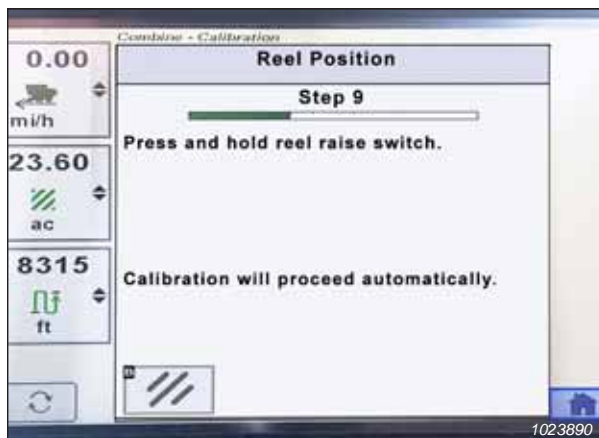 Combine - Calibration
Reel Position
Step 9
Press and hold reel raise switch.
Calibration will proceed automatically.
0.00
mi/h
23.60
ac
8315
ft
1023890